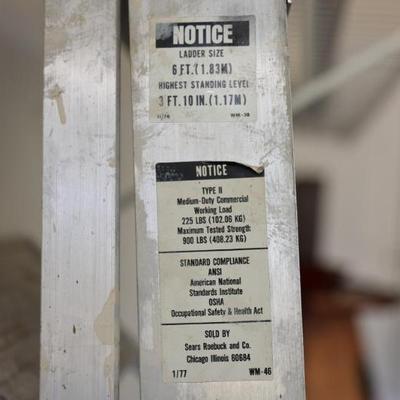 NOTICE
LADDER SIZE
6 FT. (1.83M)
HIGHEST STANDING LEVEL
3 FT. 10 IN. (1.17M)
11/76 WM-38
NOTICE
TYPE II
Medium-Duty Commercial
Working Load
225 LBS (102.06 KG)
Maximum Tested Strength
900 LBS (408.23 KG)
STANDARD COMPLIANCE
ANSI
American National
Standards Institute
OSHA
Occupational Safety & Health Act
SOLD BY
Sears Roebuck and Co.
Chicago Illinois 60684
1/77 WM-46